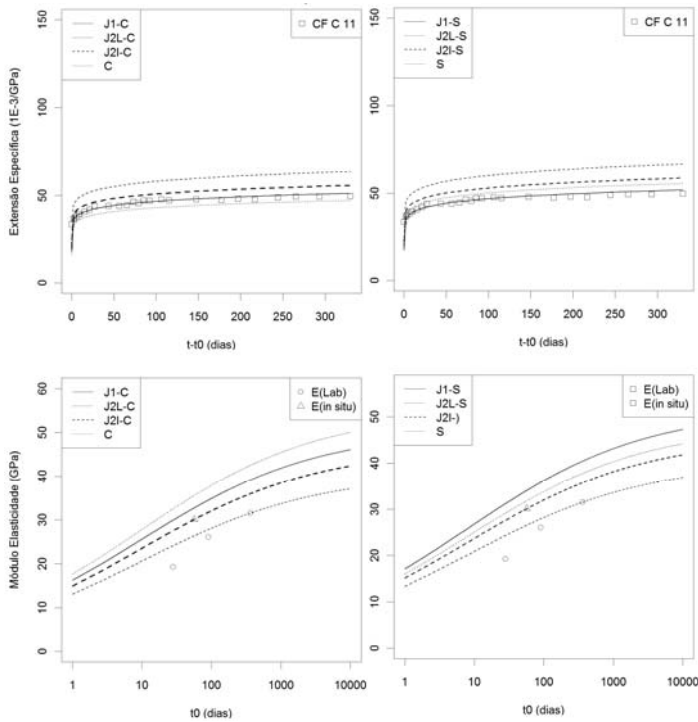 J1-C
J2L-C
J2I-C
C
CF C 11
Extensão Específica (1E-3/GPa)
150
100
50
0
0 50 100 150 200 250 300
t-t0 (dias)
J1-S
J2L-S
J2I-S
S
CF C 11
150
100
50
0
0 50 100 150 200 250 300
t-t0 (dias)
J1-C
J2L-C
J2I-C
C
E(Lab)
E(in situ)
Módulo Elasticidade (GPa)
60
50
40
30
20
10
0
1 10 100 1000 10000
t0 (dias)
J1-S
J2L-S
J2I-)
S
E(Lab)
E(in situ)
50
40
30
20
10
0
1 10 100 1000 10000
t0 (dias)